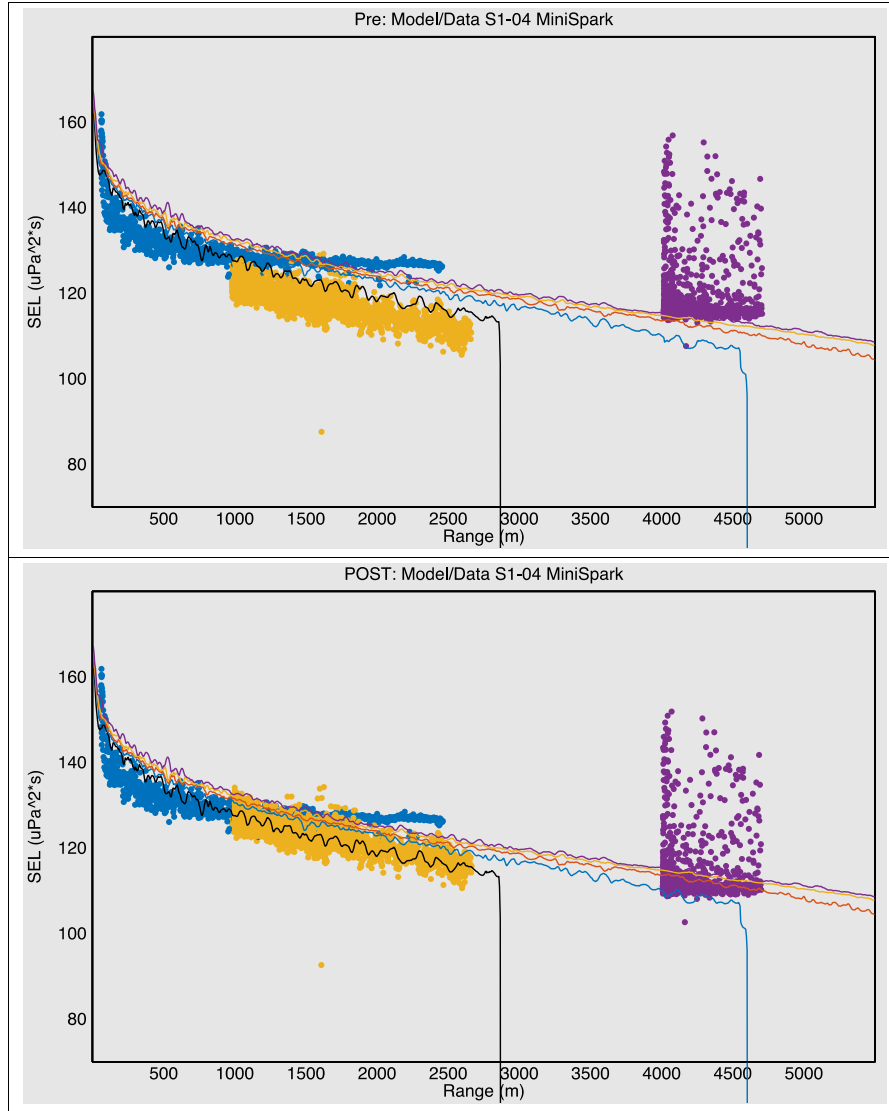 Pre: Model/Data S1-04 MiniSpark
160
140
120
100
80
SEL (uPa^2*s)
500 1000 1500 2000 2500 3000 3500 4000 4500 5000
Range (m)
POST: Model/Data S1-04 MiniSpark
160
140
120
100
80
SEL (uPa^2*s)
500 1000 1500 2000 2500 3000 3500 4000 4500 5000
Range (m)